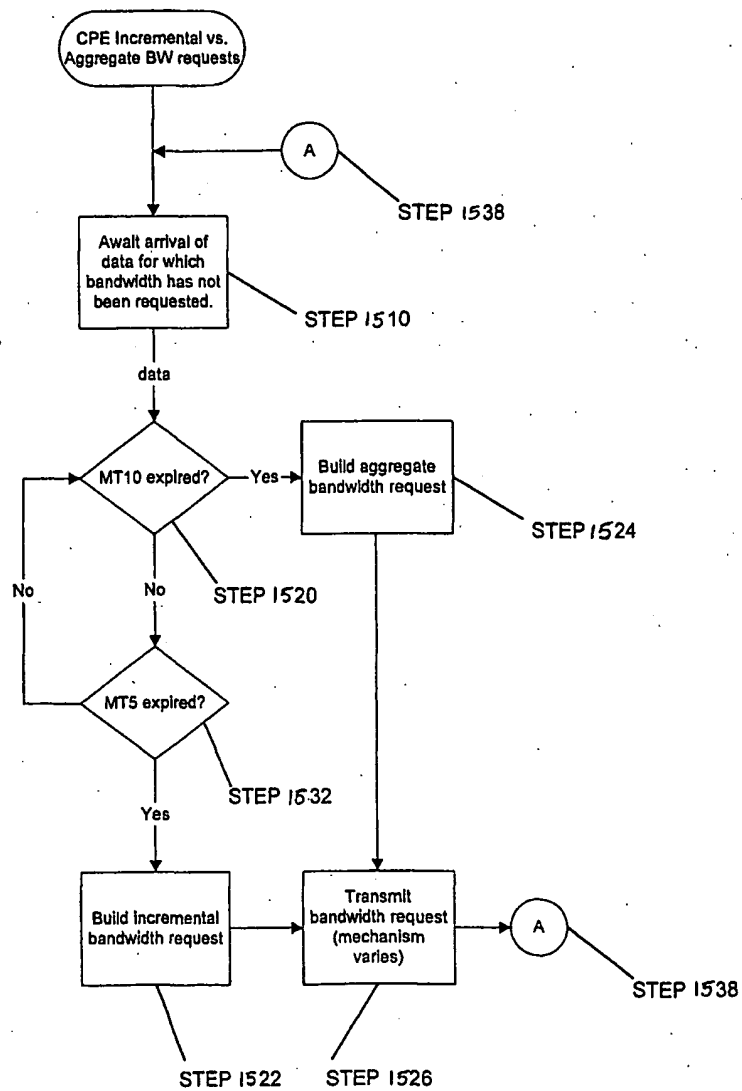 CPE Incremental vs.
Aggregate BW requests
A
STEP 1538
Await arrival of
data for which
bandwidth has not
been requested.
STEP 1510
data
MT10 expired?
Yes
Build aggregate
bandwidth request
STEP 1524
No
No
STEP 1520
MT5 expired?
STEP 1532
Yes
Build incremental
bandwidth request
Transmit
bandwidth request
(mechanism
varies)
A
STEP 1538
STEP 1522
STEP 1526